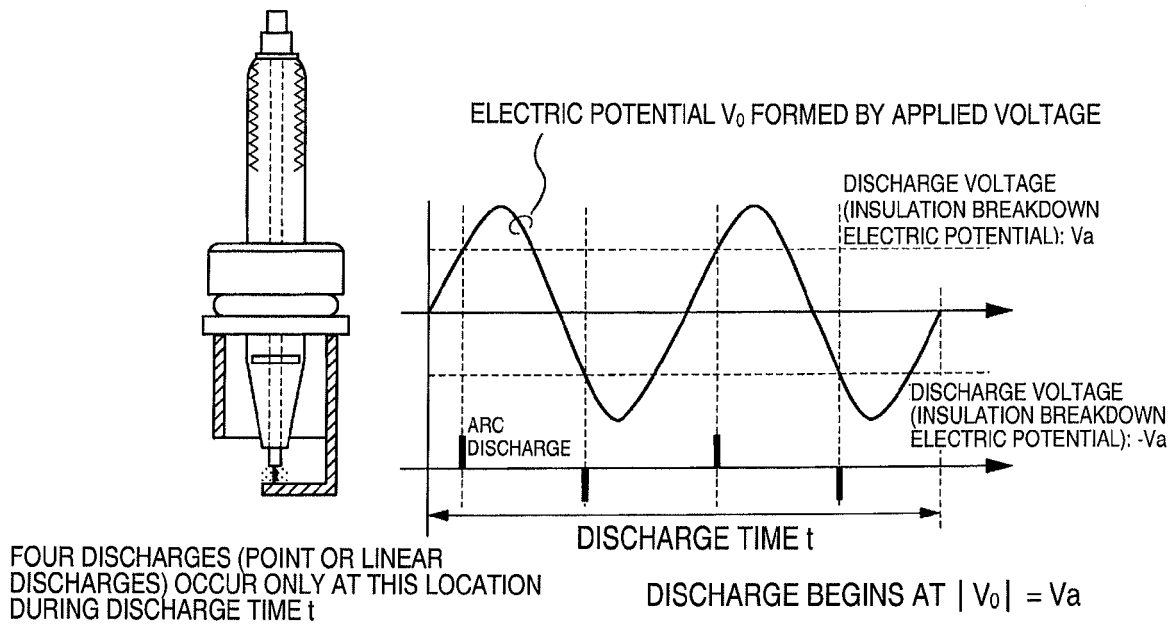 ELECTRIC POTENTIAL V₀ FORMED BY APPLIED VOLTAGE
DISCHARGE VOLTAGE
(INSULATION BREAKDOWN
ELECTRIC POTENTIAL): Va
DISCHARGE VOLTAGE
(INSULATION BREAKDOWN
ELECTRIC POTENTIAL): -Va
ARC
DISCHARGE
DISCHARGE TIME t
FOUR DISCHARGES (POINT OR LINEAR
DISCHARGES) OCCUR ONLY AT THIS LOCATION
DURING DISCHARGE TIME t
DISCHARGE BEGINS AT | V₀ | = Va